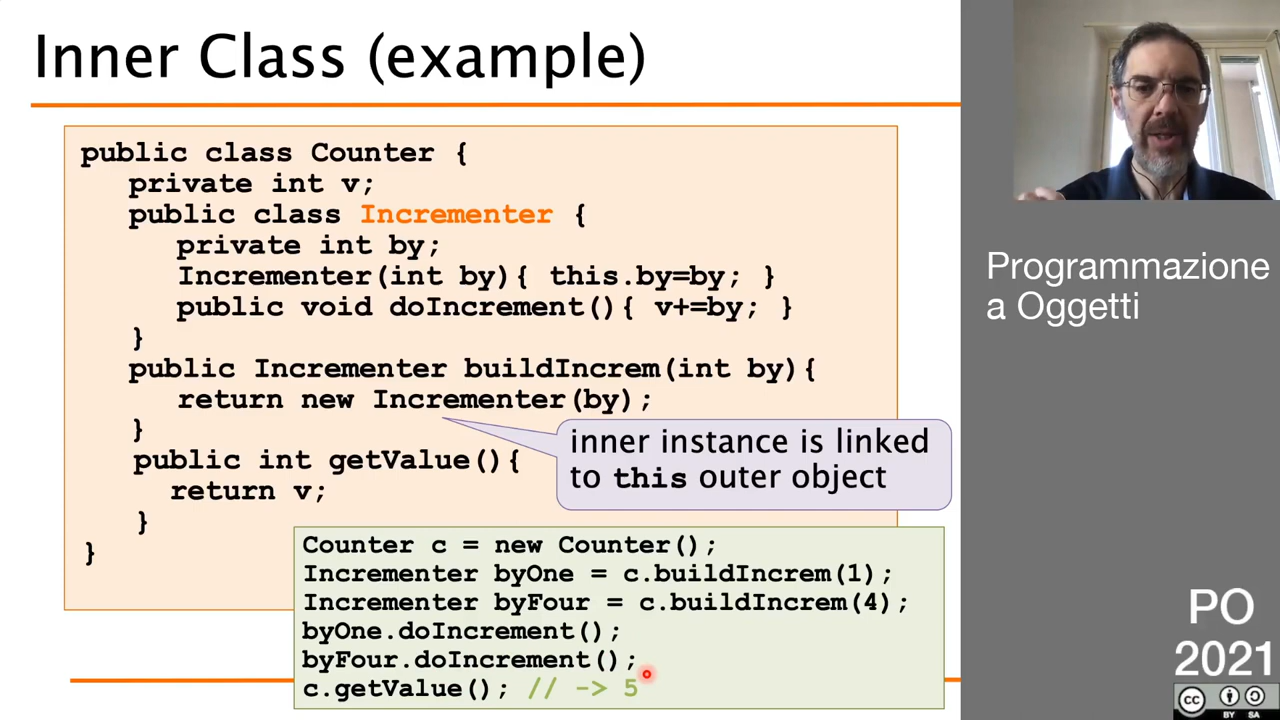 Inner Class (example)
public class Counter {
private int v;
public class Incrementer {
private int by;
Incrementer(int by){ this.by=by; }
public void doIncrement(){ v+=by; }
}
public Incrementer buildIncrem(int by){
return new Incrementer(by);
}
public int getValue(){
return v;
}
}
inner instance is linked
to this outer object
Counter c = new Counter();
Incrementer byOne = c.buildIncrem(1);
Incrementer byFour = c.buildIncrem(4);
byOne.doIncrement();
byFour.doIncrement();
c.getValue(); // -> 5
Programmazione
a Oggetti
PO
2021
cc
BY SA